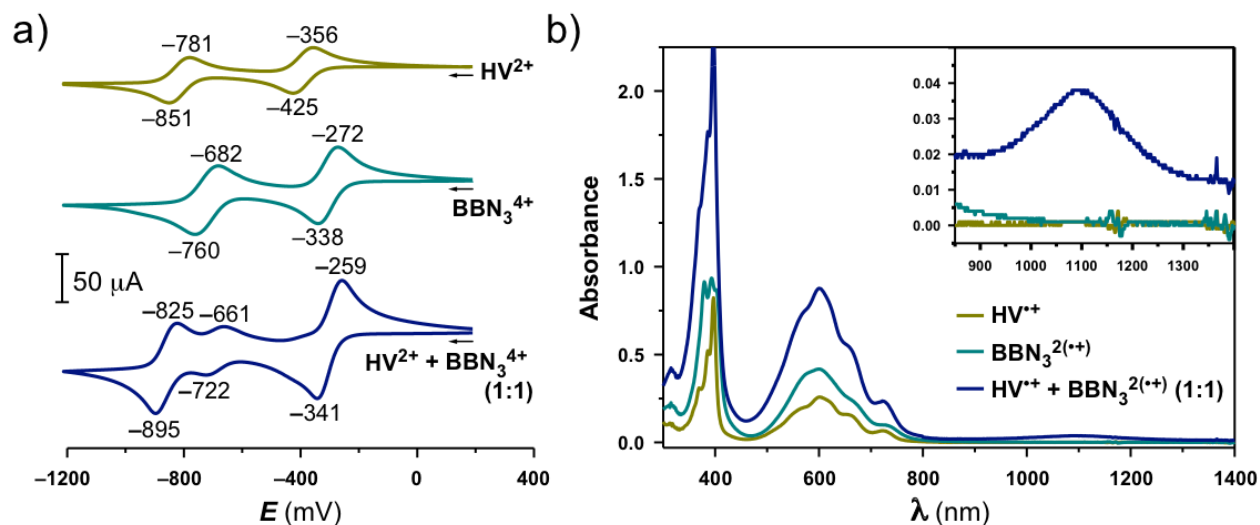 a)
–781
–356
HV²⁺
–851
–425
–682
–272
BBN₃⁴⁺
–760
–338
50 μA
–259
–825
–661
HV²⁺ + BBN₃⁴⁺
(1:1)
–722
–341
–895
–1200 –800 –400 0
E (mV)
b)
Absorbance
2.0
1.5
1.0
0.5
0.0
0.04
0.03
0.02
0.01
0.00
900 1000 1100 1200 1300
HV•⁺
BBN₃²⁽•⁺⁾
HV•⁺ + BBN₃²⁽•⁺⁾ (1:1)
400 600 800 1000 1200 1400
λ (nm)